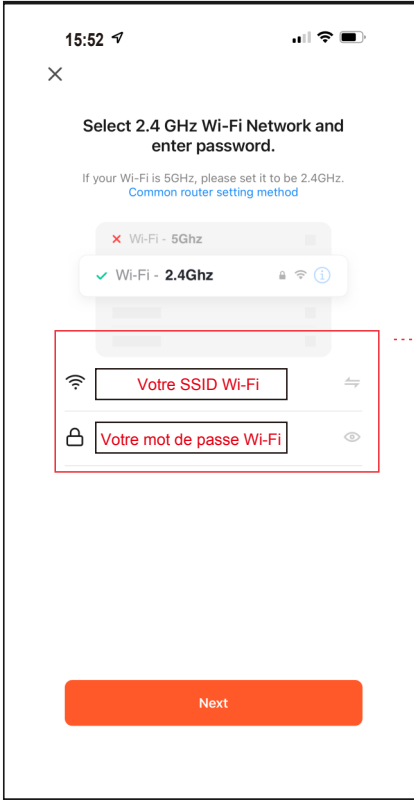 15:52
Select 2.4 GHz Wi-Fi Network and
enter password.
If your Wi-Fi is 5GHz, please set it to be 2.4GHz.
Common router setting method
Wi-Fi - 5Ghz
Wi-Fi - 2.4Ghz
Votre SSID Wi-Fi
Votre mot de passe Wi-Fi
Next